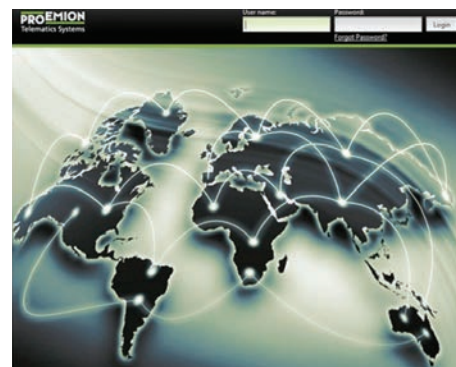 PROEMION
Telematics Systems
User name:
Password:
Login
Forgot Password?